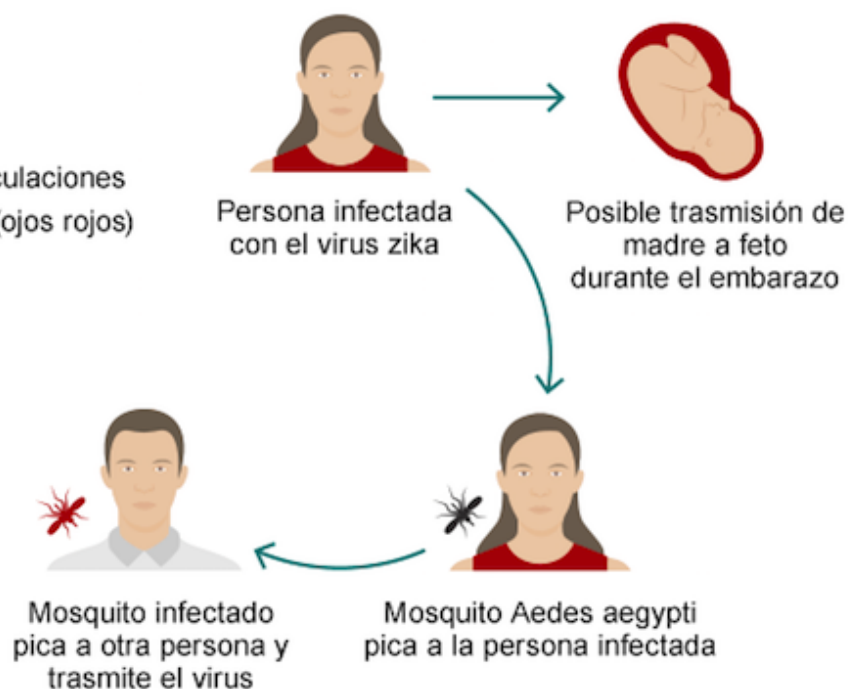 (ojos rojos)
Persona infectada
con el virus zika
Posible trasmisión de
madre a feto
durante el embarazo
Mosquito infectado
pica a otra persona y
trasmite el virus
Mosquito Aedes aegypti
pica a la persona infectada